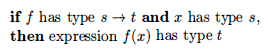 if f has type s → t and x has type s,
then expression f(x) has type t